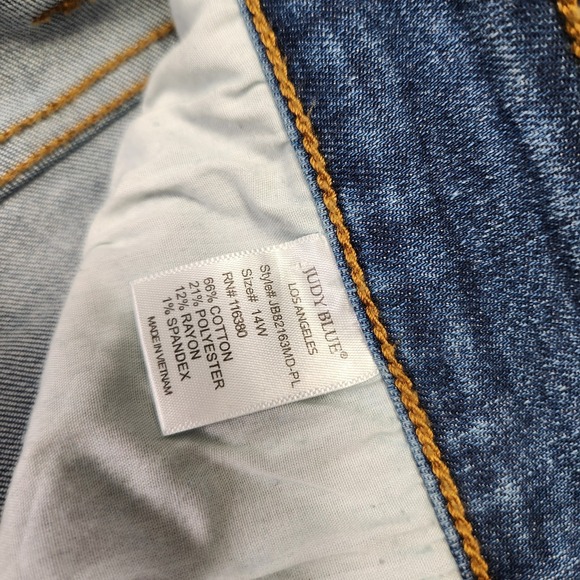 JUDY BLUE®
LOS ANGELES
Style# JB82163MD-PL
Size# 14W
RN# 116380
66% COTTON
21% POLYESTER
12% RAYON
1% SPANDEX
MADE IN VIETNAM